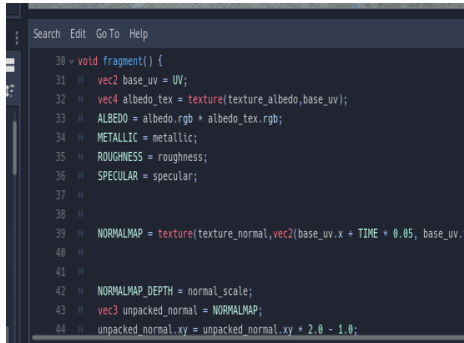 Search Edit Go To Help
30 void fragment() {
31 vec2 base_uv = UV;
32 vec4 albedo_tex = texture(texture_albedo,base_uv);
33 ALBEDO = albedo.rgb * albedo_tex.rgb;
34 METALLIC = metallic;
35 ROUGHNESS = roughness;
36 SPECULAR = specular;
37
38
39 NORMALMAP = texture(texture_normal,vec2(base_uv.x + TIME * 0.05, base_uv.
40
41
42 NORMALMAP_DEPTH = normal_scale;
43 vec3 unpacked_normal = NORMALMAP;
44 unpacked_normal.xy = unpacked_normal.xy * 2.0 - 1.0;